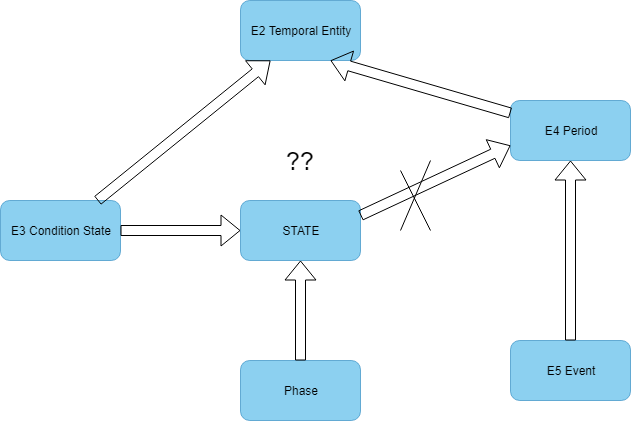 E2 Temporal Entity
E4 Period
??
E3 Condition State
STATE
E5 Event
Phase